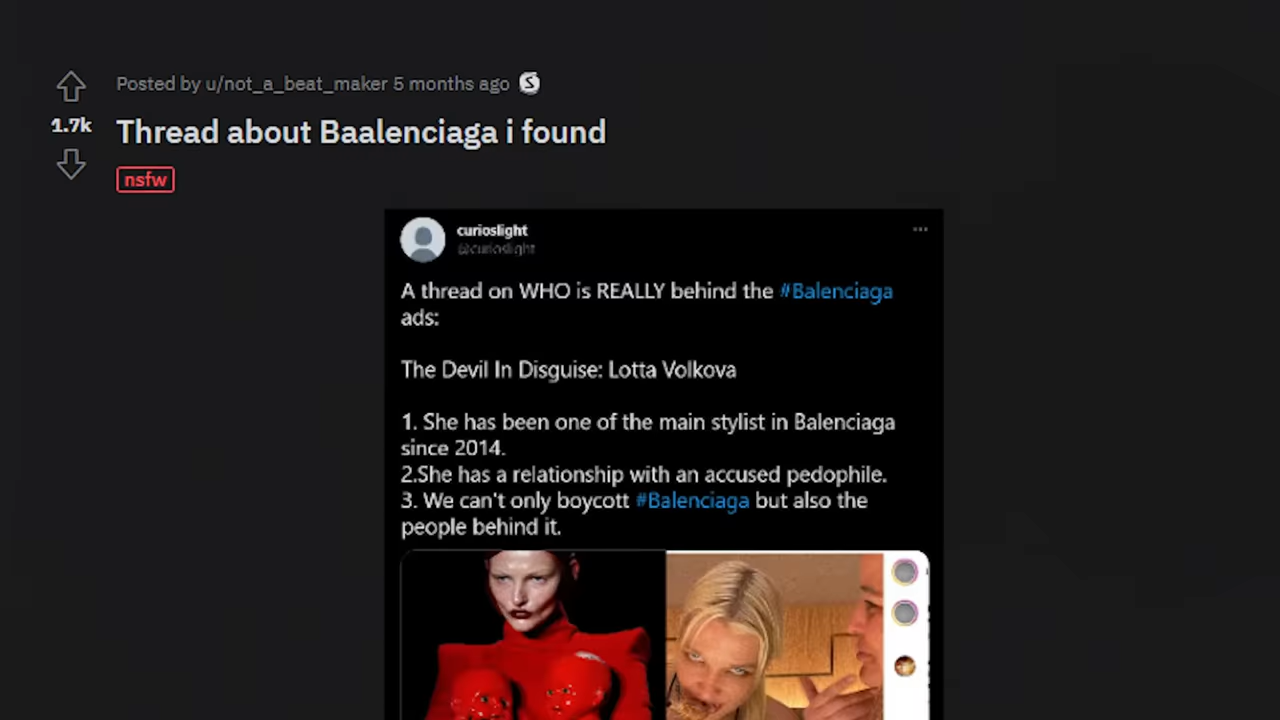 Posted by u/not_a_beat_maker 5 months ago
1.7k
Thread about Baalenciaga i found
nsfw
curioslight
@curioslight
A thread on WHO is REALLY behind the #Balenciaga
ads:
The Devil In Disguise: Lotta Volkova
1. She has been one of the main stylist in Balenciaga
since 2014.
2.She has a relationship with an accused pedophile.
3. We can't only boycott #Balenciaga but also the
people behind it.